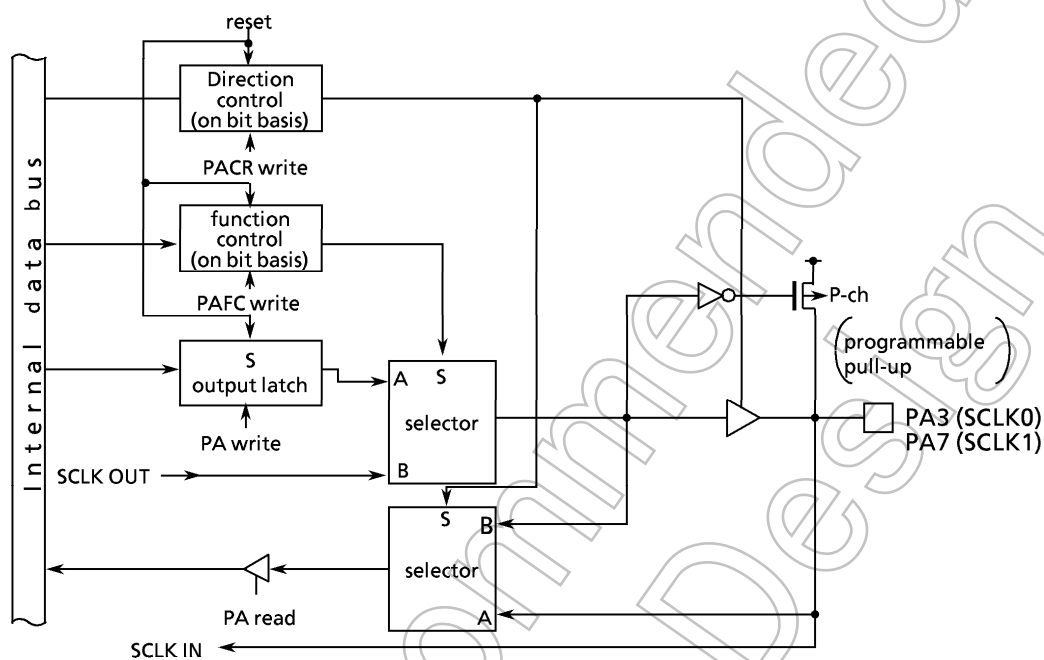 reset
Direction
control
(on bit basis)
PACR write
function
control
(on bit basis)
PAFC write
S
output latch
PA write
SCLK OUT
Internal data bus
A
S
selector
B
S
B
selector
A
PA read
SCLK IN
P-ch
(programmable
pull-up)
PA3 (SCLK0)
PA7 (SCLK1)
ommended
Design